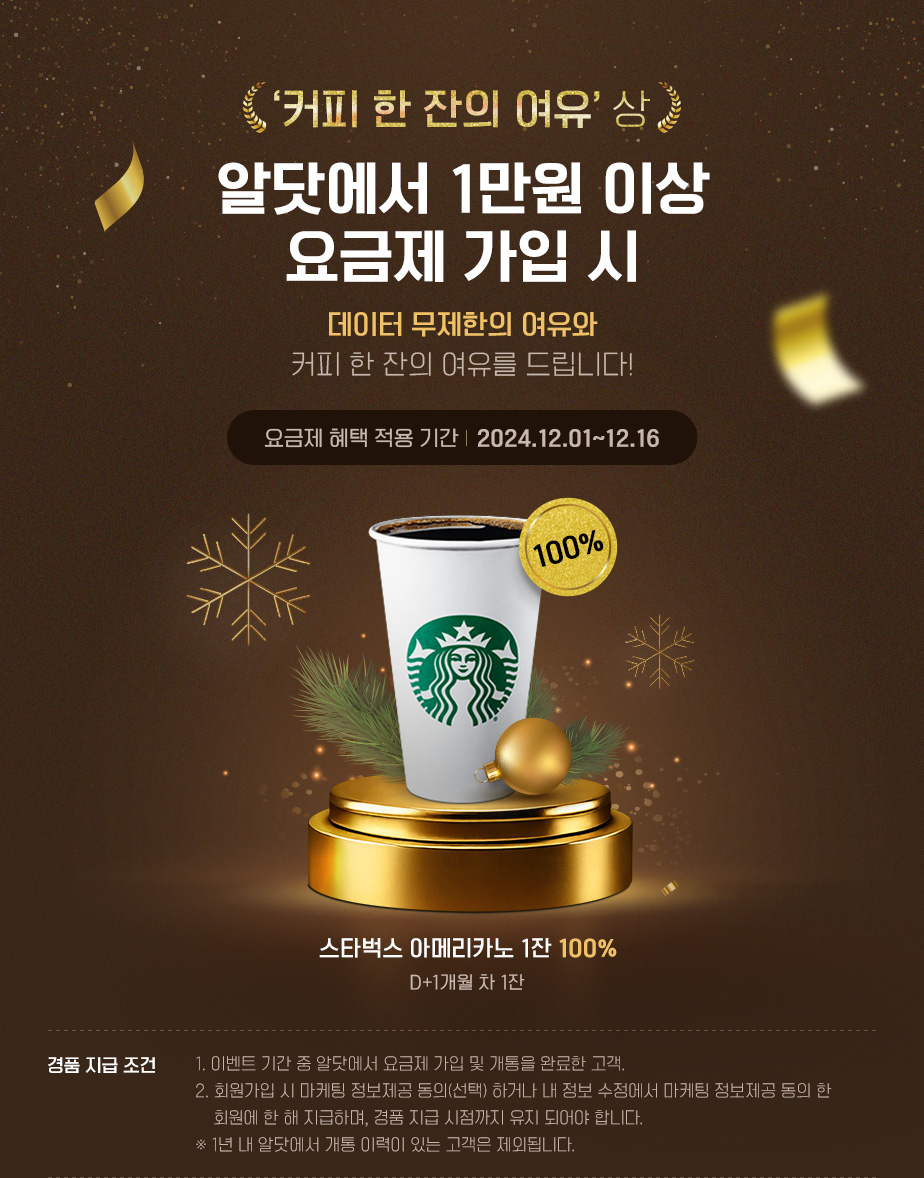 ‘커피 한 잔의 여유’ 상
알닷에서 1만원 이상
요금제 가입 시
데이터 무제한의 여유와
커피 한 잔의 여유를 드립니다!
요금제 혜택 적용 기간 | 2024.12.01~12.16
100%
스타벅스 아메리카노 1잔 100%
D+1개월 차 1잔
경품 지급 조건
1. 이벤트 기간 중 알닷에서 요금제 가입 및 개통을 완료한 고객.
2. 회원가입 시 마케팅 정보제공 동의(선택) 하거나 내 정보 수정에서 마케팅 정보제공 동의 한
회원에 한 해 지급하며, 경품 지급 시점까지 유지 되어야 합니다.
※ 1년 내 알닷에서 개통 이력이 있는 고객은 제외됩니다.